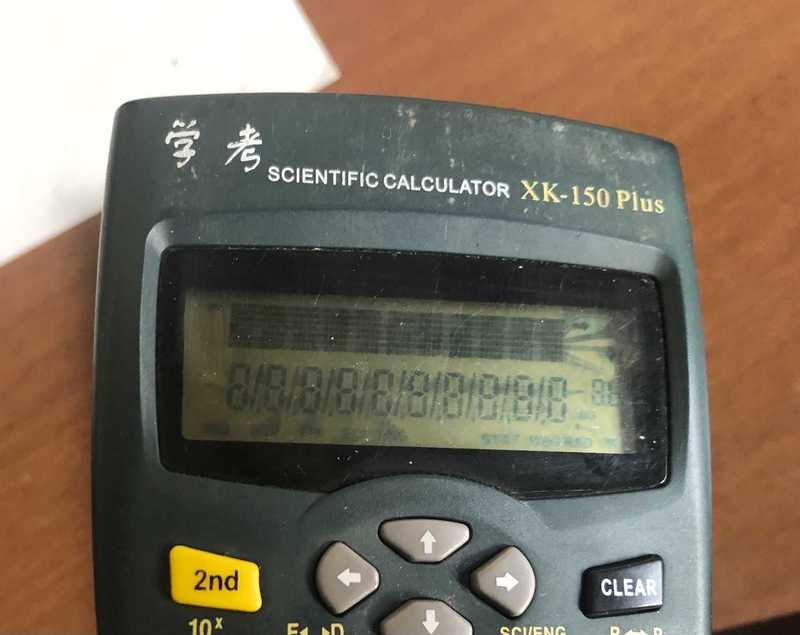 学考
SCIENTIFIC CALCULATOR XK-150 Plus
8/8/8/8/8/8/8/8/8/8
2nd
CLEAR
10ˣ
SCI/ENG